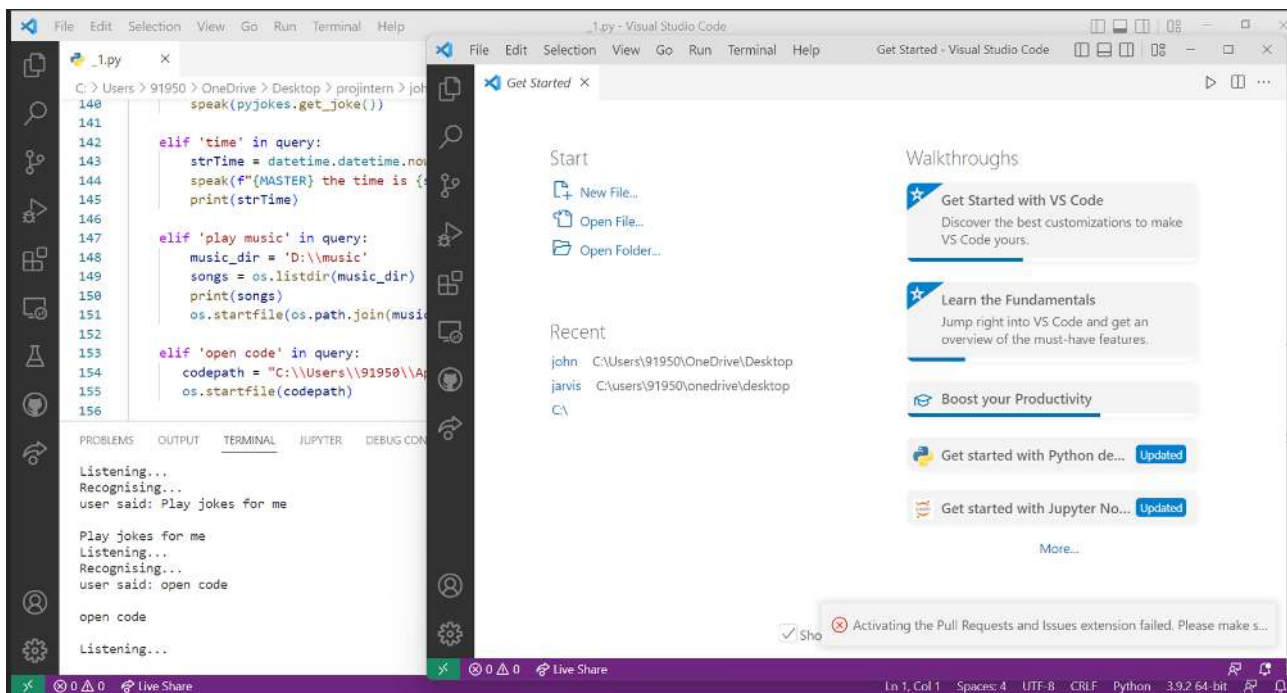 File Edit Selection View Go Run Terminal Help _1.py - Visual Studio Code
_1.py
C: > Users > 91950 > OneDrive > Desktop > projintern > joh
140 speak(pyjokes.get_joke())
141
142 elif 'time' in query:
143 strTime = datetime.datetime.now
144 speak(f"{MASTER} the time is {s
145 print(strTime)
146
147 elif 'play music' in query:
148 music_dir = 'D:\\music'
149 songs = os.listdir(music_dir)
150 print(songs)
151 os.startfile(os.path.join(music
152
153 elif 'open code' in query:
154 codepath = "C:\\Users\\91950\\Ap
155 os.startfile(codepath)
156
PROBLEMS OUTPUT TERMINAL JUPYTER DEBUG CON
Listening...
Recognising...
user said: Play jokes for me
Play jokes for me
Listening...
Recognising...
user said: open code
open code
Listening...
0 0 Live Share
File Edit Selection View Go Run Terminal Help Get Started - Visual Studio Code
Get Started
Start
New File...
Open File...
Open Folder...
Recent
john C:\Users\91950\OneDrive\Desktop
jarvis C:\users\91950\onedrive\desktop
C:\
Walkthroughs
Get Started with VS Code
Discover the best customizations to make
VS Code yours.
Learn the Fundamentals
Jump right into VS Code and get an
overview of the must-have features.
Boost your Productivity
Get started with Python de... Updated
Get started with Jupyter No... Updated
More...
Sho
Activating the Pull Requests and Issues extension failed. Please make s...
0 0 Live Share
Ln 1, Col 1 Spaces: 4 UTF-8 CRLF Python 3.9.2 64-bit